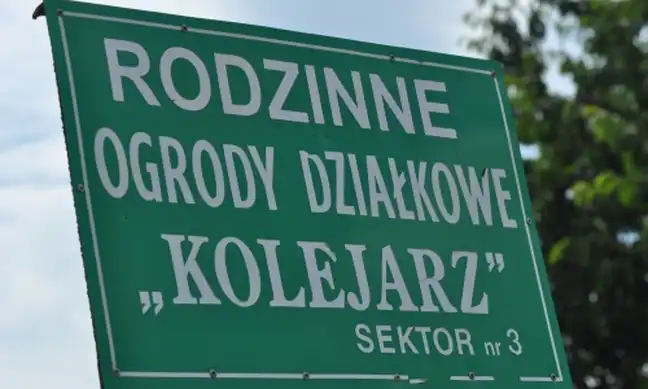 RODZINNE
OGRODY DZIAŁKOWE
„KOLEJARZ”
SEKTOR nr 3